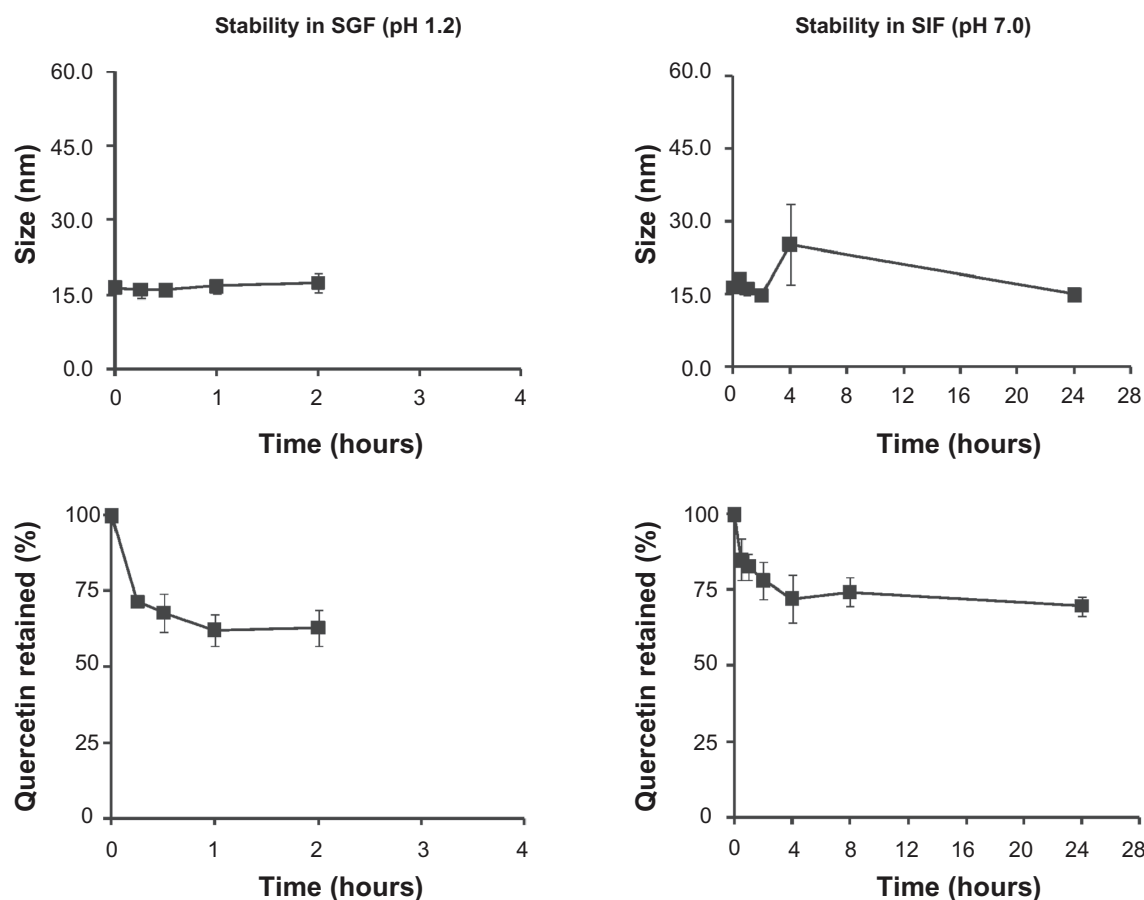 Stability in SGF (pH 1.2)
Stability in SIF (pH 7.0)
Size (nm)
60.0
45.0
30.0
15.0
0.0
0 1 2 3 4
Time (hours)
Size (nm)
60.0
45.0
30.0
15.0
0.0
0 4 8 12 16 20 24 28
Time (hours)
Quercetin retained (%)
100
75
50
25
0
0 1 2 3 4
Time (hours)
Quercetin retained (%)
100
75
50
25
0
0 4 8 12 16 20 24 28
Time (hours)